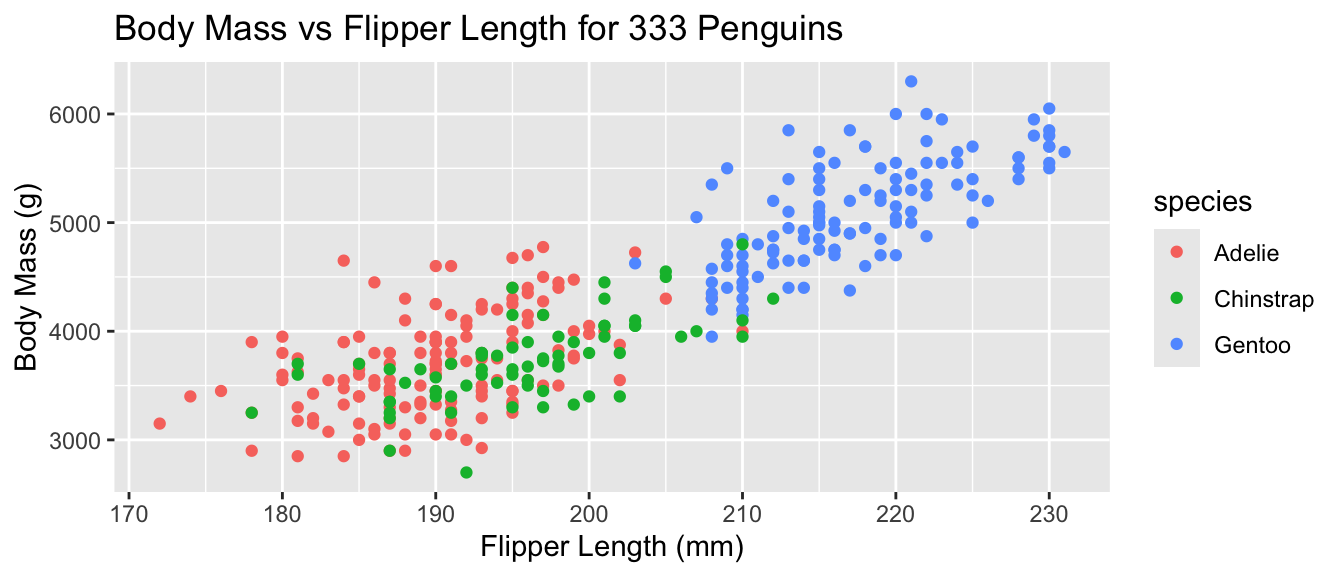 Body Mass vs Flipper Length for 333 Penguins
6000
5000
4000
3000
Body Mass (g)
170 180 190 200 210 220 230
Flipper Length (mm)
species
Adelie
Chinstrap
Gentoo